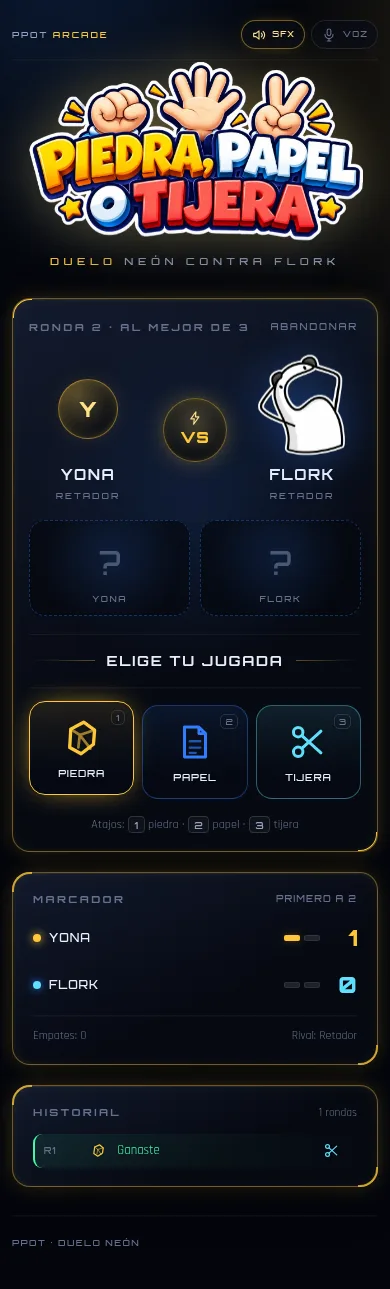 PPOT ARCADE
SFX
VOZ
PIEDRA, PAPEL
O TIJERA
DUELO NEÓN CONTRA FLORK
RONDA 2 · AL MEJOR DE 3
ABANDONAR
Y
VS
YONA
RETADOR
FLORK
RETADOR
?
YONA
?
FLORK
ELIGE TU JUGADA
1
PIEDRA
2
PAPEL
3
TIJERA
Atajos: 1 piedra · 2 papel · 3 tijera
MARCADOR
PRIMERO A 2
YONA
1
FLORK
0
Empates: 0
Rival: Retador
HISTORIAL
1 rondas
R1
Ganaste
PPOT · DUELO NEÓN